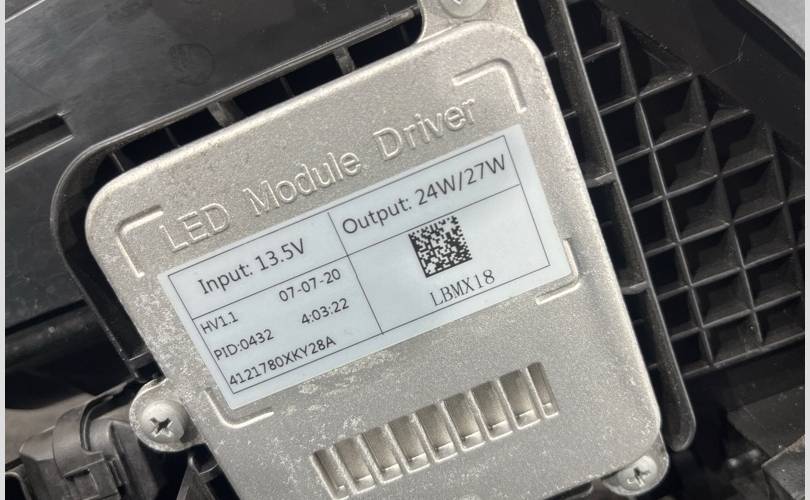 LED Module Driver
Input: 13.5V
Output: 24W/27W
HV1.1 07-07-20
PID:0432 4:03:22
4121780XKY28A
LBMX18